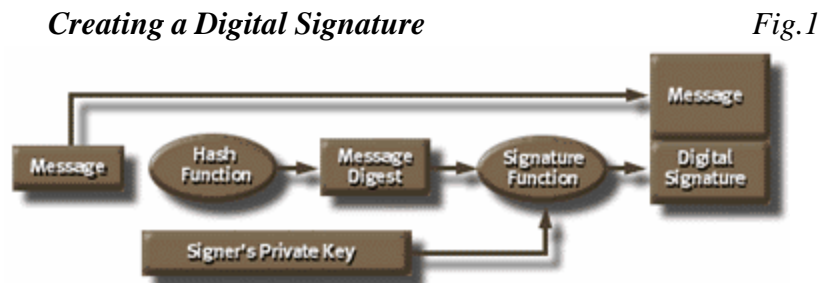 Creating a Digital Signature Fig.1
Message
Message
Hash
Function
Message
Digest
Signature
Function
Digital
Signature
Signer's Private Key